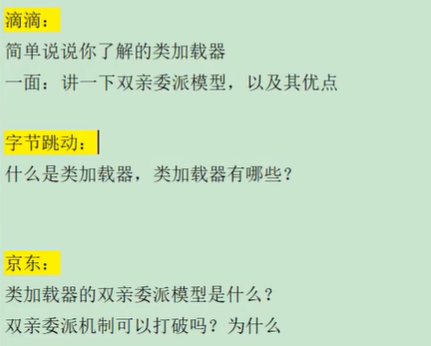 滴滴：
简单说说你了解的类加载器
一面：讲一下双亲委派模型，以及其优点
字节跳动：
什么是类加载器，类加载器有哪些？
京东：
类加载器的双亲委派模型是什么？
双亲委派机制可以打破吗？为什么